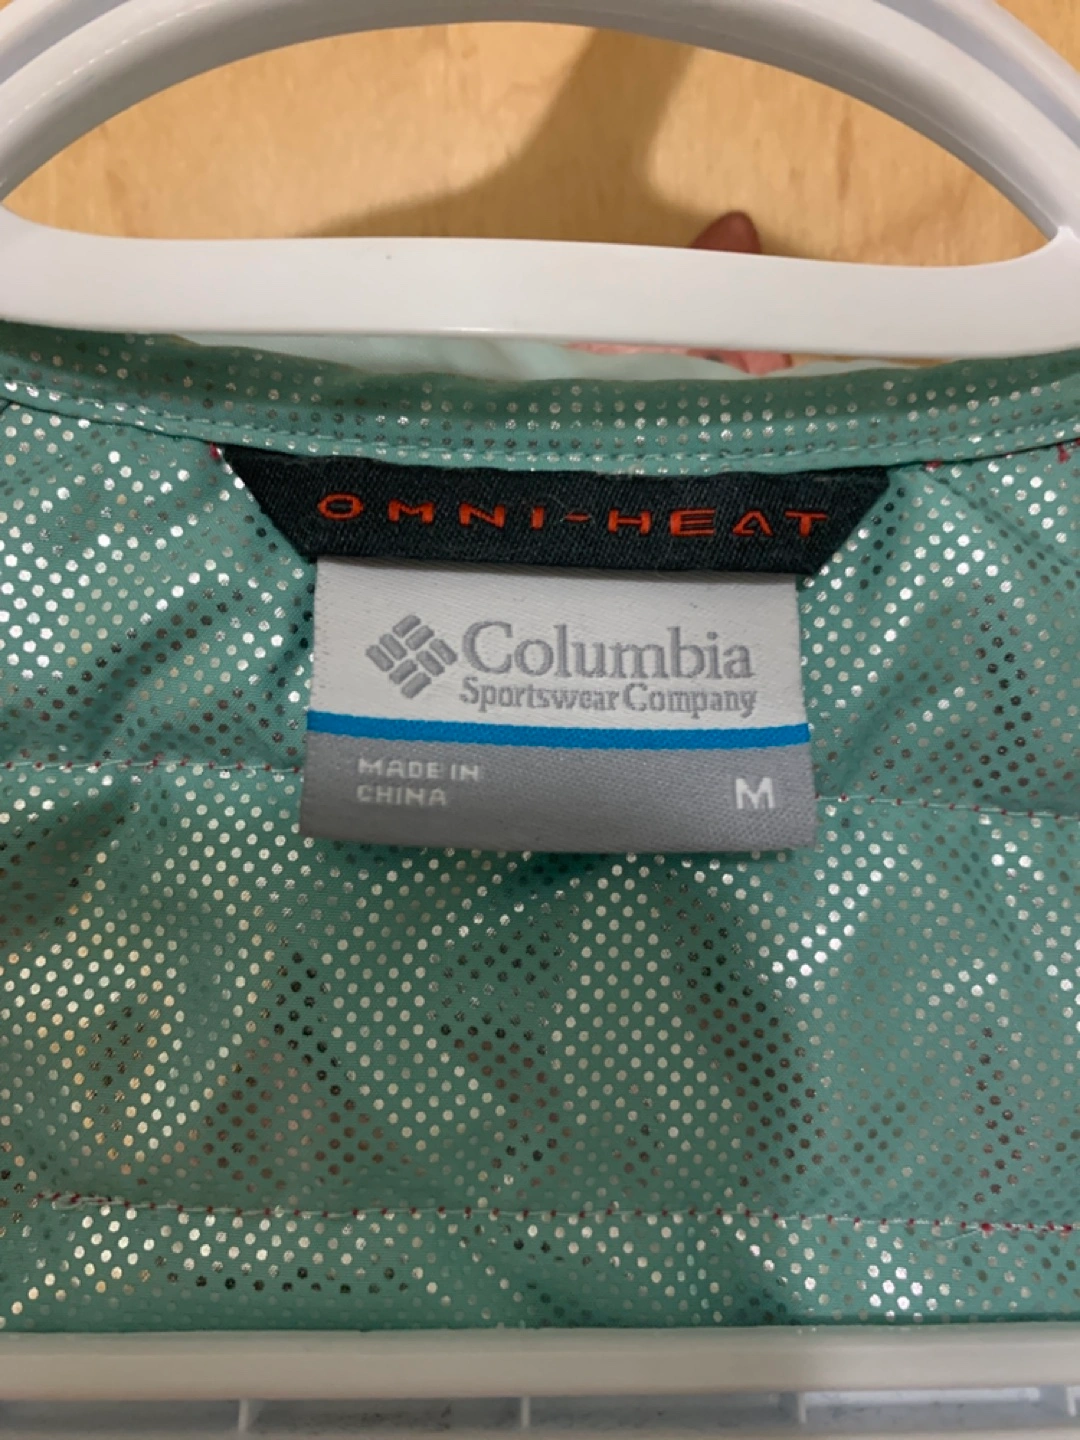 OMNI-HEAT
Columbia
Sportswear Company
MADE IN
CHINA
M